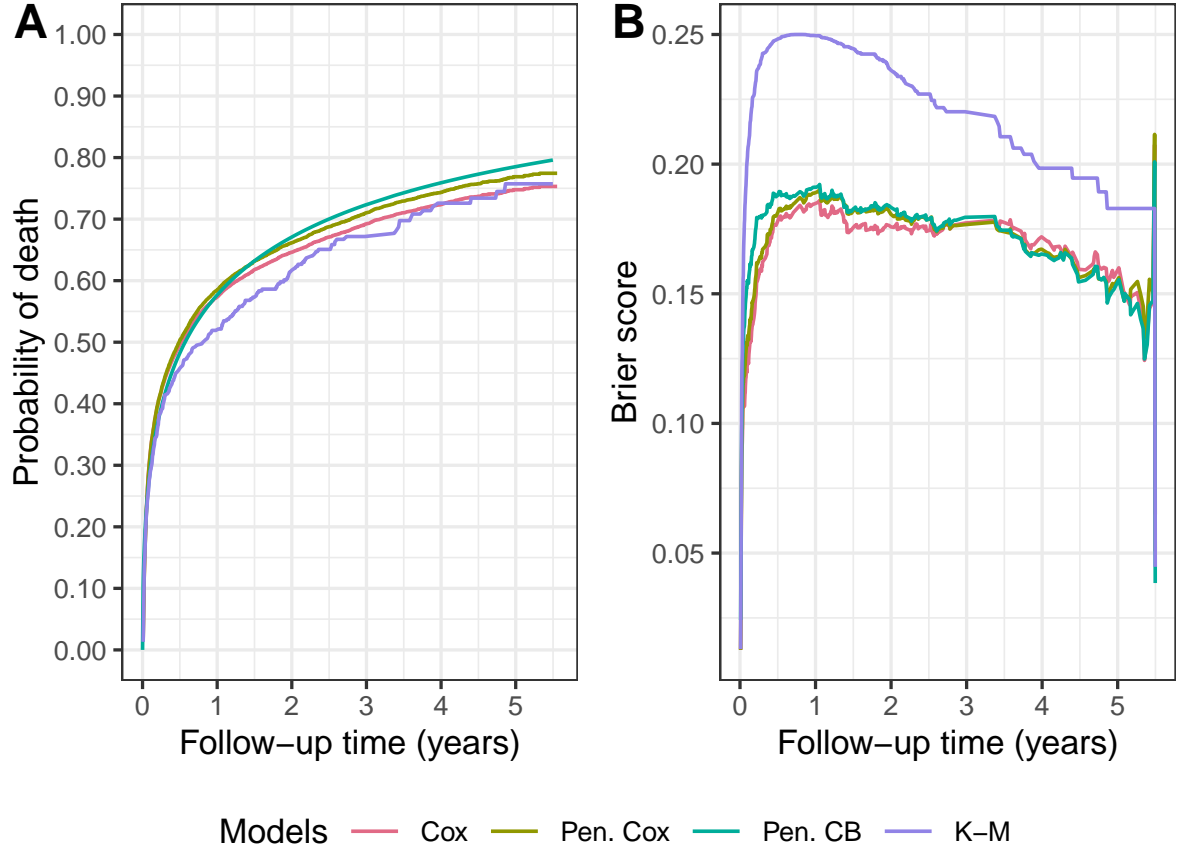 A
Probability of death
1.00
0.90
0.80
0.70
0.60
0.50
0.40
0.30
0.20
0.10
0.00
0 1 2 3 4 5
Follow−up time (years)
B
Brier score
0.25
0.20
0.15
0.10
0.05
0 1 2 3 4 5
Follow−up time (years)
Models Cox Pen. Cox Pen. CB K−M